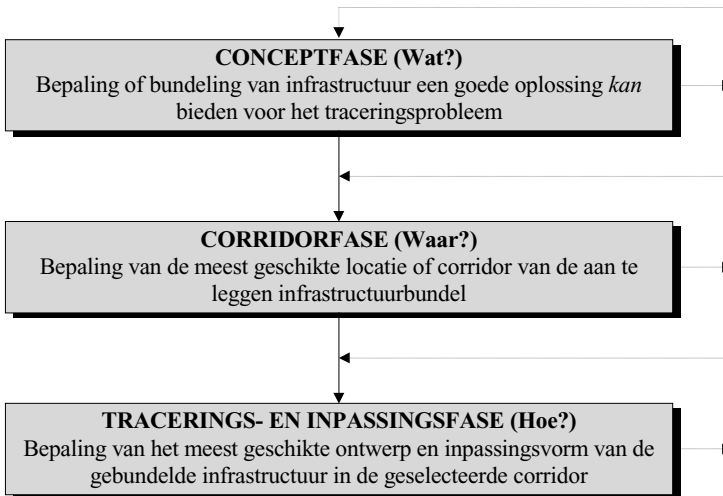 CONCEPTFASE (Wat?)
Bepaling of bundeling van infrastructuur een goede oplossing kan
bieden voor het traceringsprobleem
CORRIDORFASE (Waar?)
Bepaling van de meest geschikte locatie of corridor van de aan te
leggen infrastructuurbundel
TRACERINGS- EN INPASSINGSFASE (Hoe?)
Bepaling van het meest geschikte ontwerp en inpassingsvorm van de
gebundelde infrastructuur in de geselecteerde corridor